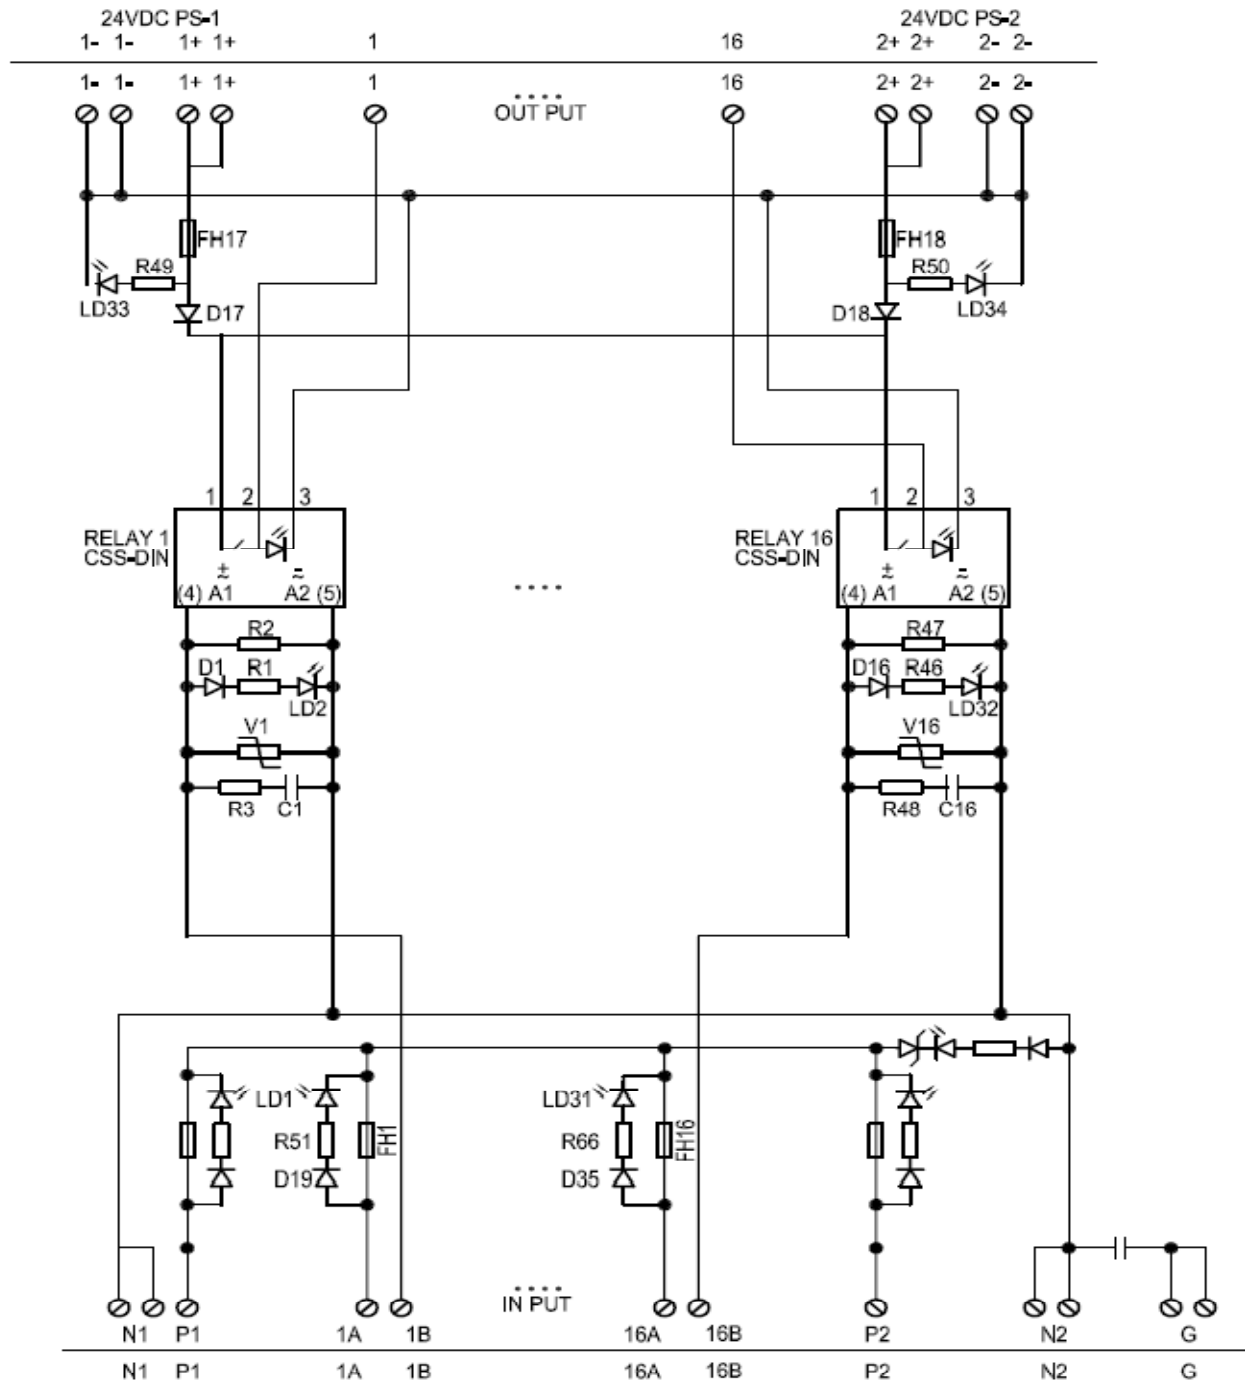 24VDC PS-1 24VDC PS-2
1- 1- 1+ 1+ 1 16 2+ 2+ 2- 2-
1- 1- 1+ 1+ 1 16 2+ 2+ 2- 2-
OUT PUT
FH17 FH18
R49 R50
LD33 D17 D18 LD34
1 2 3 1 2 3
RELAY 1 RELAY 16
CSS-DIN CSS-DIN
(4) A1 A2 (5) (4) A1 A2 (5)
R2 R47
D1 R1 D16 R46
LD2 LD32
V1 V16
R3 C1 R48 C16
LD1 LD31
R51 FH1 R66 FH16
D19 D35
IN PUT
N1 P1 1A 1B 16A 16B P2 N2 G
N1 P1 1A 1B 16A 16B P2 N2 G